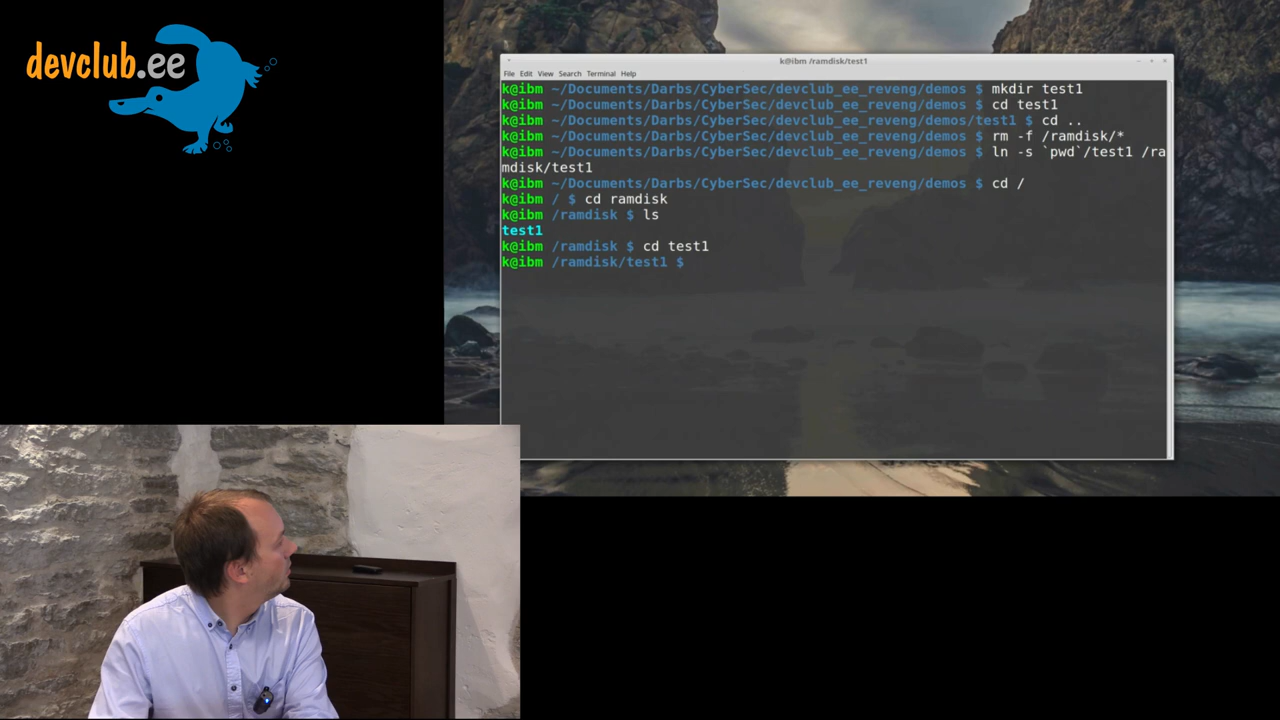 devclub.ee
k@ibm /ramdisk/test1
File Edit View Search Terminal Help
k@ibm ~/Documents/Darbs/CyberSec/devclub_ee_reveng/demos $ mkdir test1
k@ibm ~/Documents/Darbs/CyberSec/devclub_ee_reveng/demos $ cd test1
k@ibm ~/Documents/Darbs/CyberSec/devclub_ee_reveng/demos/test1 $ cd ..
k@ibm ~/Documents/Darbs/CyberSec/devclub_ee_reveng/demos $ rm -f /ramdisk/*
k@ibm ~/Documents/Darbs/CyberSec/devclub_ee_reveng/demos $ ln -s `pwd`/test1 /ra
mdisk/test1
k@ibm ~/Documents/Darbs/CyberSec/devclub_ee_reveng/demos $ cd /
k@ibm / $ cd ramdisk
k@ibm /ramdisk $ ls
test1
k@ibm /ramdisk $ cd test1
k@ibm /ramdisk/test1 $